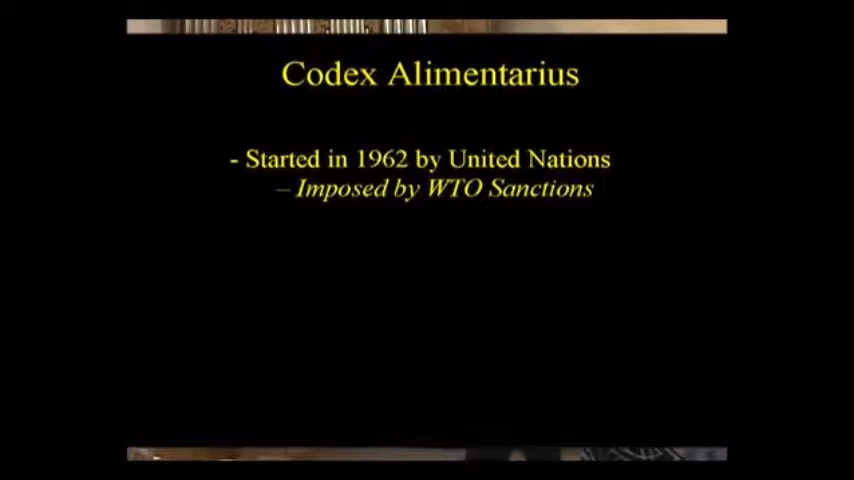 Codex Alimentarius
- Started in 1962 by United Nations
– Imposed by WTO Sanctions